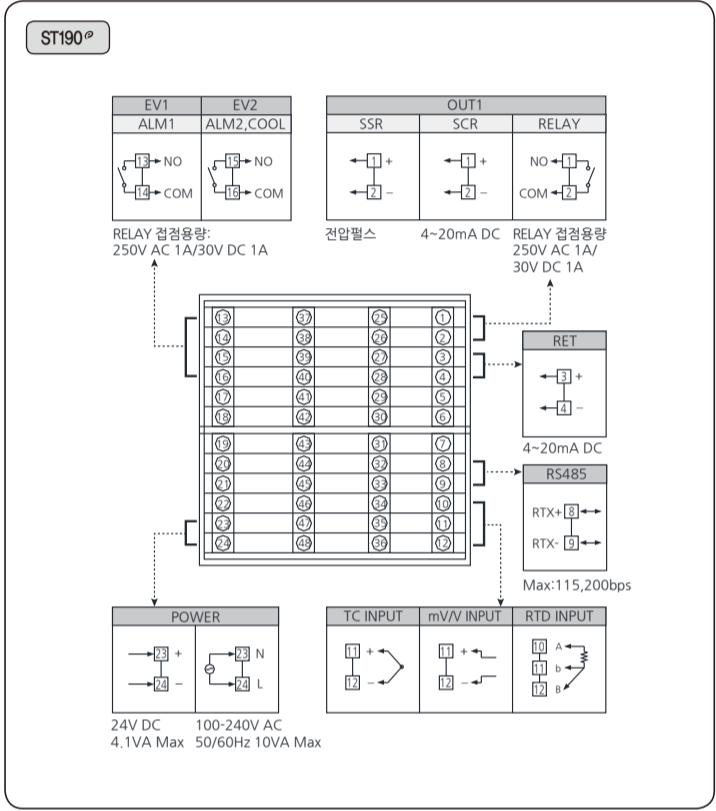 ST190
EV1 EV2
ALM1 ALM2,COOL
13 NO 15 NO
14 COM 16 COM
RELAY 접점용량:
250V AC 1A/30V DC 1A
OUT1
SSR SCR RELAY
1 + 1 + NO 1
2 − 2 − COM 2
전압펄스 4~20mA DC RELAY 접점용량
250V AC 1A/
30V DC 1A
13 37 25 1
14 38 26 2
15 39 27 3
16 40 28 4
17 41 29 5
18 42 30 6
19 43 31 7
20 44 32 8
21 45 33 9
22 46 34 10
23 47 35 11
24 48 36 12
RET
3 +
4 −
4~20mA DC
RS485
RTX+ 8
RTX- 9
Max:115,200bps
POWER
23 + 23 N
24 − 24 L
24V DC 100-240V AC
4.1VA Max 50/60Hz 10VA Max
TC INPUT mV/V INPUT RTD INPUT
11 + 11 + 10 A
11 b
12 − 12 − 12 B